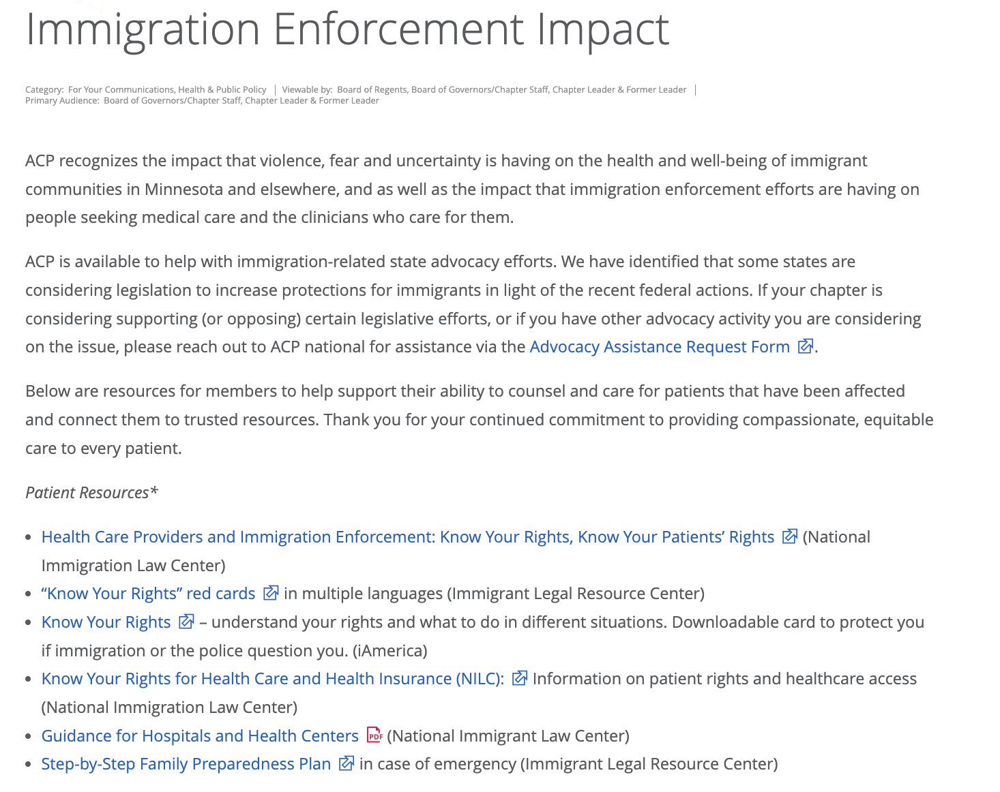 Immigration Enforcement Impact
Category: For Your Communications, Health & Public Policy | Viewable by: Board of Regents, Board of Governors/Chapter Staff, Chapter Leader & Former Leader |
Primary Audience: Board of Governors/Chapter Staff, Chapter Leader & Former Leader
ACP recognizes the impact that violence, fear and uncertainty is having on the health and well-being of immigrant
communities in Minnesota and elsewhere, and as well as the impact that immigration enforcement efforts are having on
people seeking medical care and the clinicians who care for them.
ACP is available to help with immigration-related state advocacy efforts. We have identified that some states are
considering legislation to increase protections for immigrants in light of the recent federal actions. If your chapter is
considering supporting (or opposing) certain legislative efforts, or if you have other advocacy activity you are considering
on the issue, please reach out to ACP national for assistance via the Advocacy Assistance Request Form.
Below are resources for members to help support their ability to counsel and care for patients that have been affected
and connect them to trusted resources. Thank you for your continued commitment to providing compassionate, equitable
care to every patient.
Patient Resources*
• Health Care Providers and Immigration Enforcement: Know Your Rights, Know Your Patients’ Rights (National
Immigration Law Center)
• “Know Your Rights” red cards in multiple languages (Immigrant Legal Resource Center)
• Know Your Rights – understand your rights and what to do in different situations. Downloadable card to protect you
if immigration or the police question you. (iAmerica)
• Know Your Rights for Health Care and Health Insurance (NILC): Information on patient rights and healthcare access
(National Immigration Law Center)
• Guidance for Hospitals and Health Centers PDF (National Immigrant Law Center)
• Step-by-Step Family Preparedness Plan in case of emergency (Immigrant Legal Resource Center)